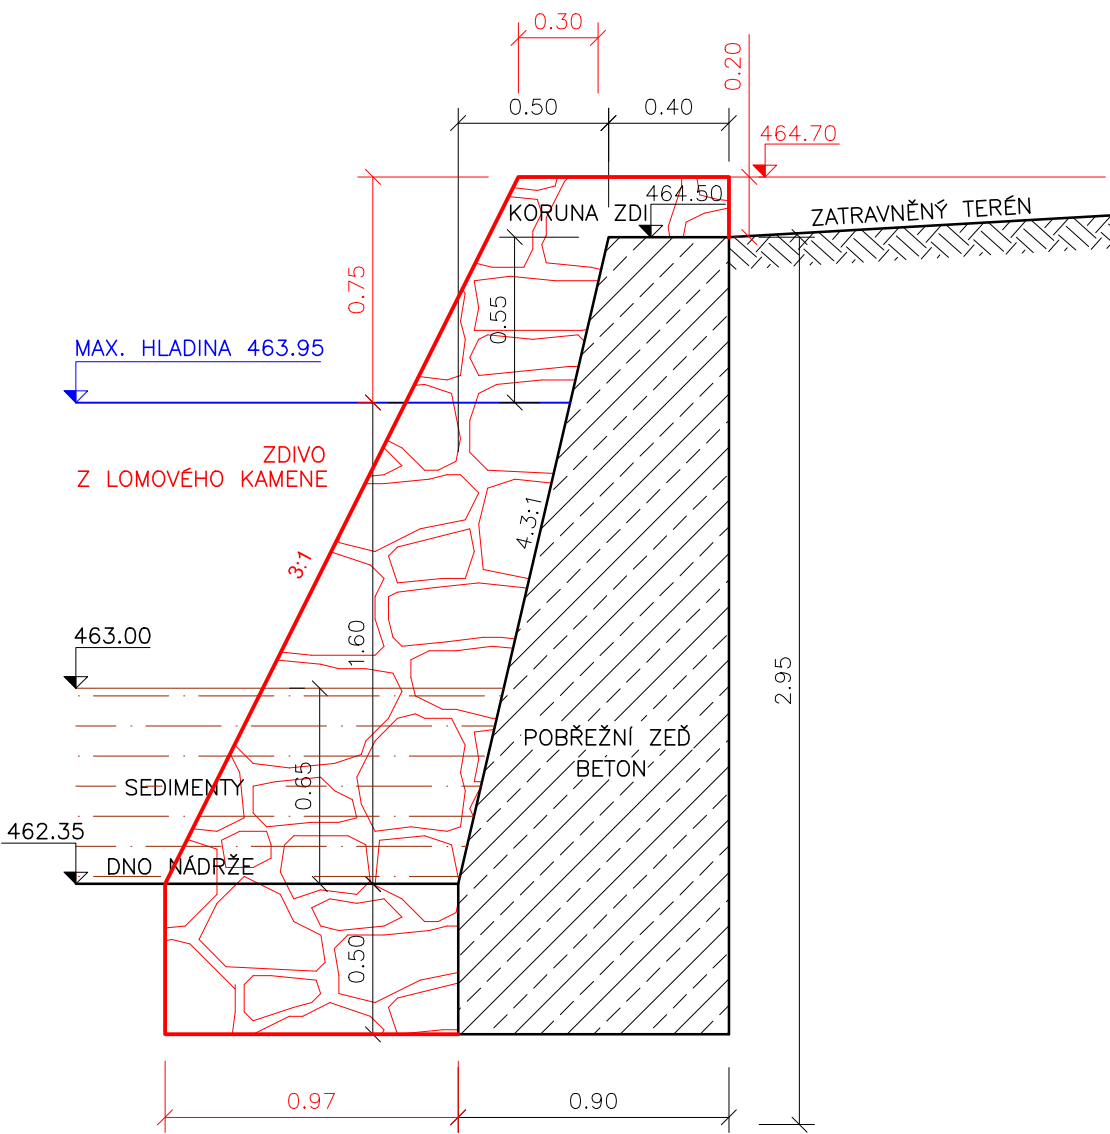 0.30
0.20
0.50
0.40
464.70
464.50
KORUNA ZDI
ZATRAVNĚNÝ TERÉN
0.75
0.55
MAX. HLADINA 463.95
ZDIVO
Z LOMOVÉHO KAMENE
4.3:1
3:1
463.00
1.60
2.95
POBŘEŽNÍ ZEĎ
BETON
SEDIMENTY
0.65
462.35
DNO NÁDRŽE
0.50
0.97
0.90